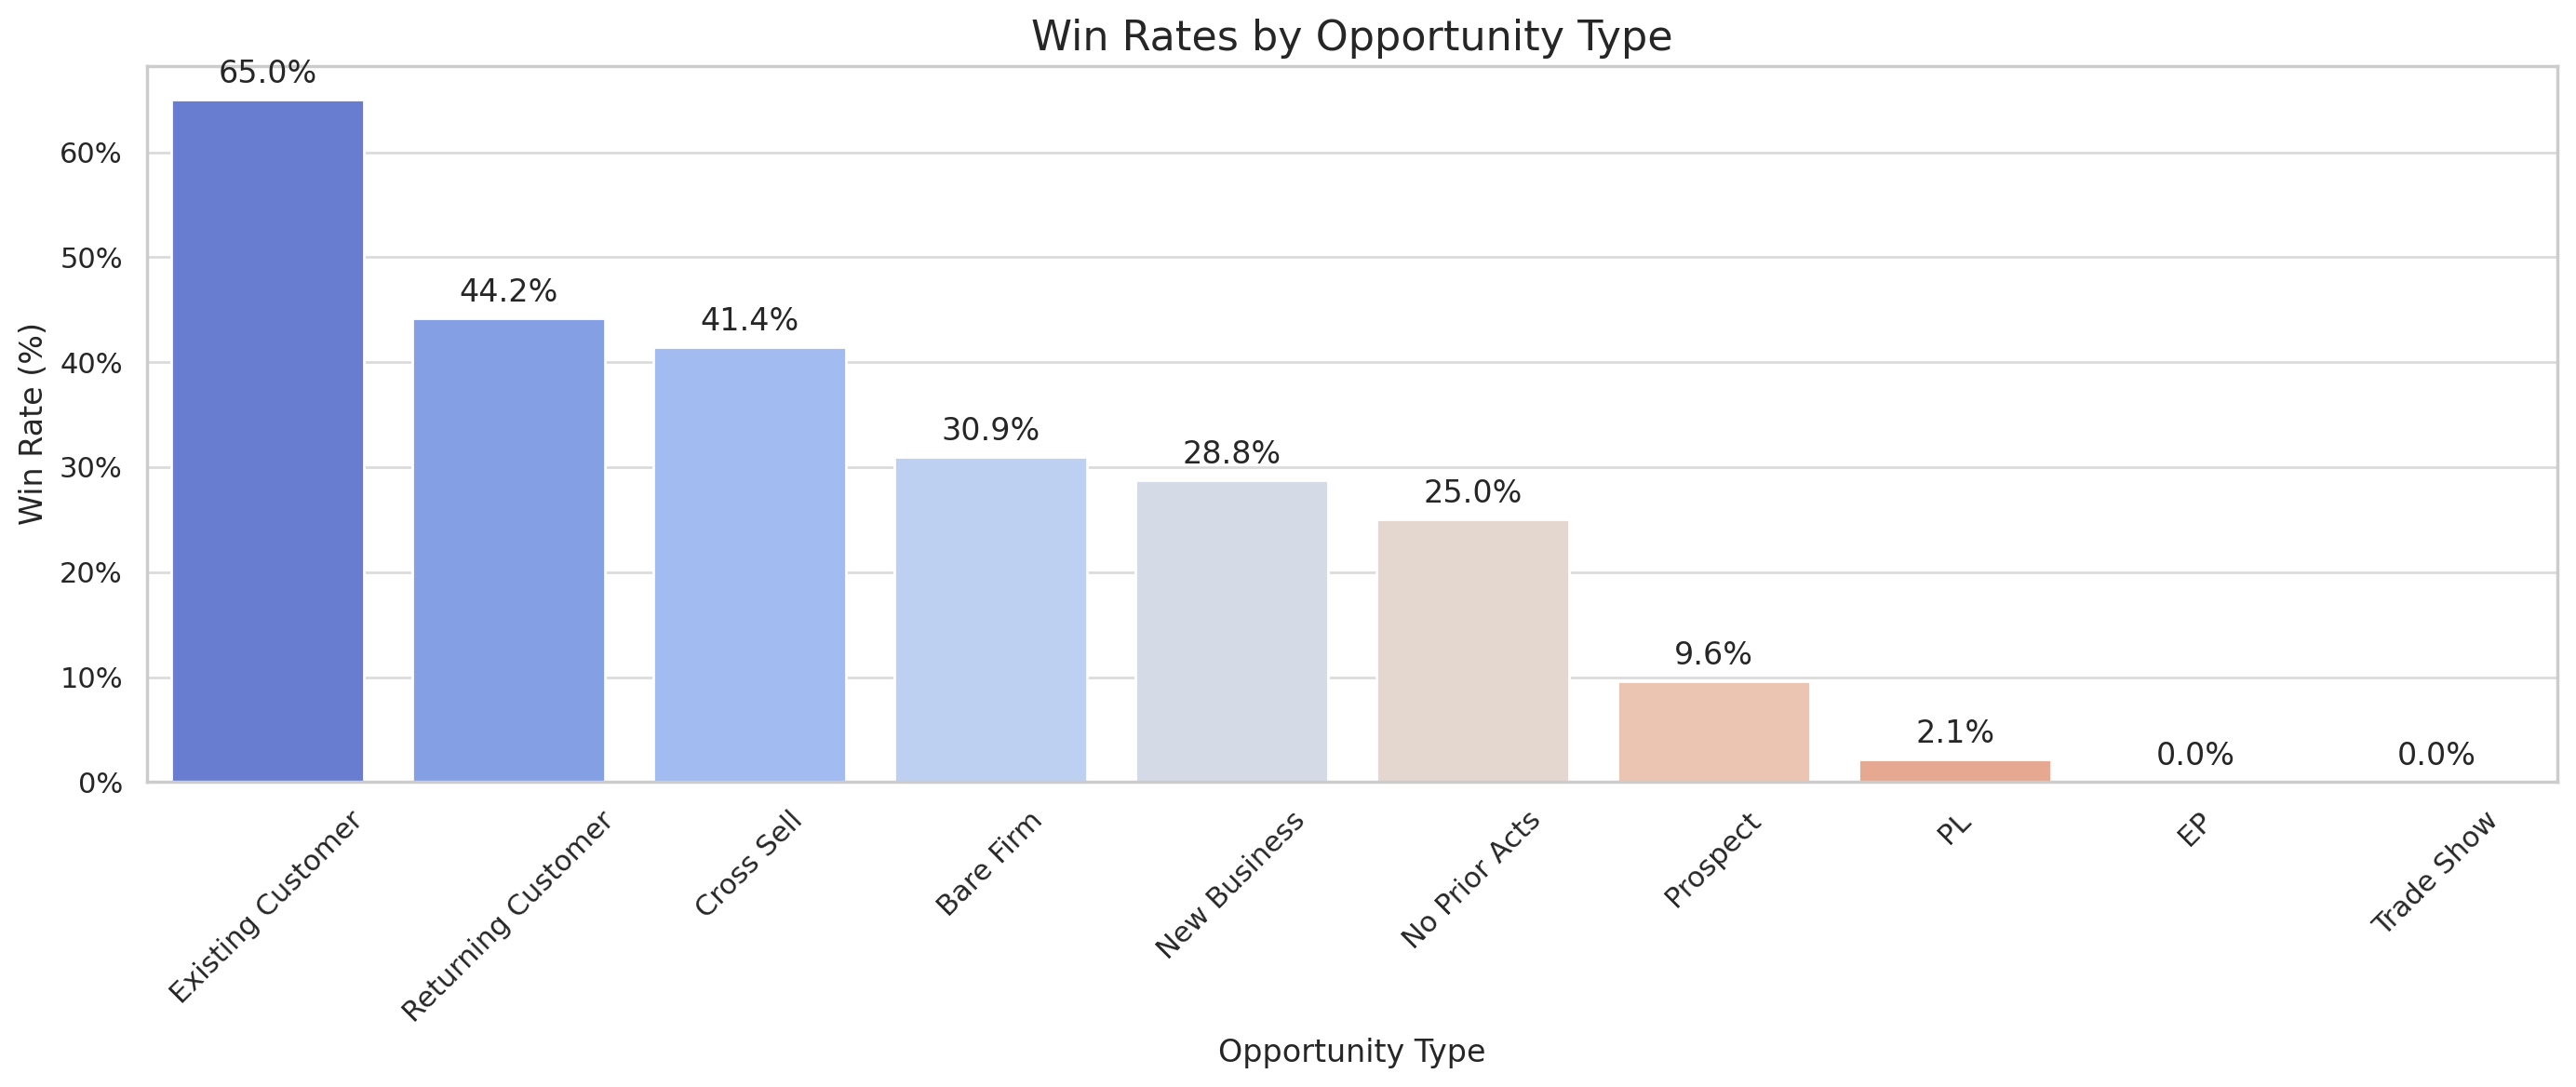 Win Rates by Opportunity Type
Win Rate (%)
60%
50%
40%
30%
20%
10%
0%
65.0%
44.2%
41.4%
30.9%
28.8%
25.0%
9.6%
2.1%
0.0%
0.0%
Existing Customer
Returning Customer
Cross Sell
Bare Firm
New Business
No Prior Acts
Prospect
PL
EP
Trade Show
Opportunity Type